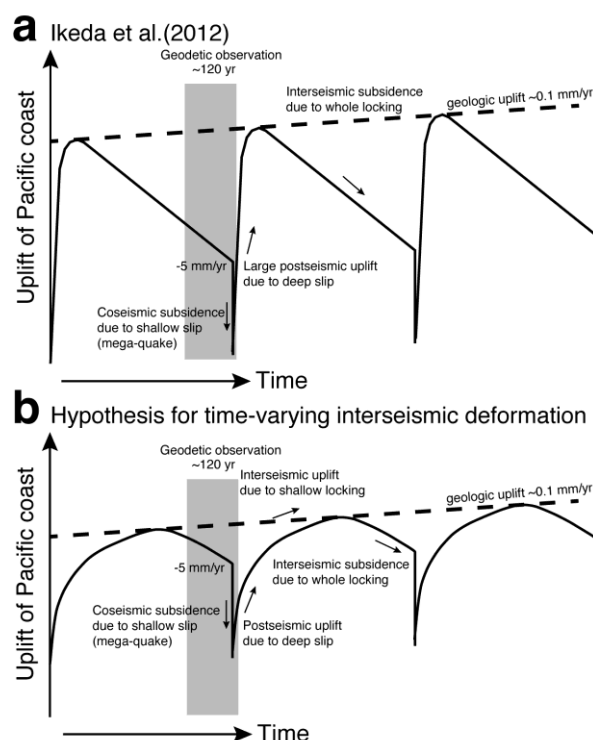 a Ikeda et al.(2012)
Geodetic observation
~120 yr
Interseismic subsidence
due to whole locking
geologic uplift ~0.1 mm/yr
Uplift of Pacific coast
-5 mm/yr
Large postseismic uplift
due to deep slip
Coseismic subsidence
due to shallow slip
(mega-quake)
Time
b Hypothesis for time-varying interseismic deformation
Geodetic observation
~120 yr
Interseismic uplift
due to shallow locking
geologic uplift ~0.1 mm/yr
Uplift of Pacific coast
-5 mm/yr
Interseismic subsidence
due to whole locking
Coseismic subsidence
due to shallow slip
(mega-quake)
Postseismic uplift
due to deep slip
Time